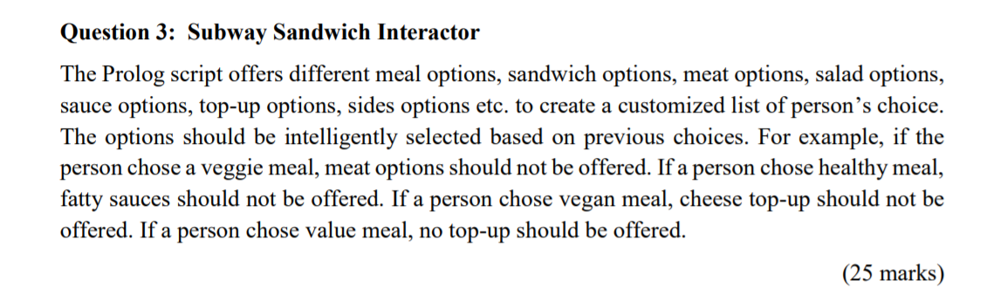 Question 3:  Subway Sandwich Interactor
The Prolog script offers different meal options, sandwich options, meat options, salad options,
sauce options, top-up options, sides options etc. to create a customized list of person’s choice.
The options should be intelligently selected based on previous choices. For example, if the
person chose a veggie meal, meat options should not be offered. If a person chose healthy meal,
fatty sauces should not be offered. If a person chose vegan meal, cheese top-up should not be
offered. If a person chose value meal, no top-up should be offered.
(25 marks)